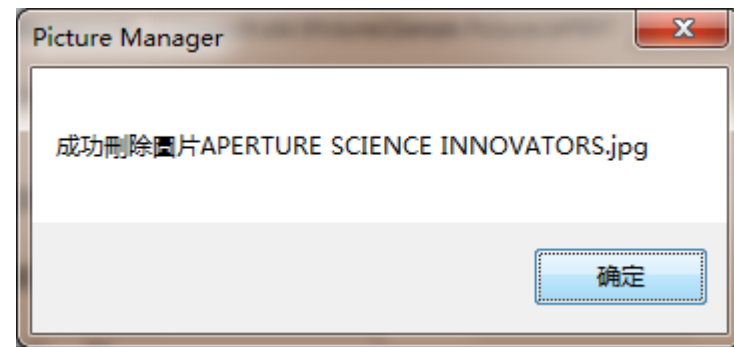 Picture Manager
成功刪除圖片APERTURE SCIENCE INNOVATORS.jpg
确定